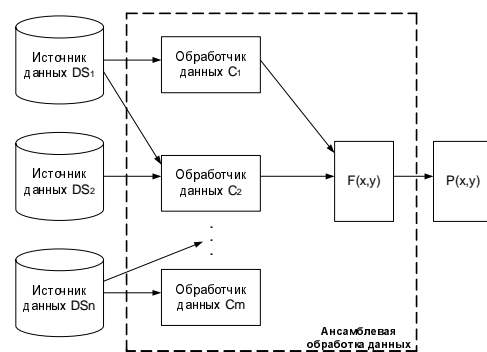 Источник
данных DS1
Обработчик
данных C1
Источник
данных DS2
Обработчик
данных C2
F(x,y)
P(x,y)
.
.
.
Источник
данных DSn
Обработчик
данных Cm
Ансамблевая
обработка данных